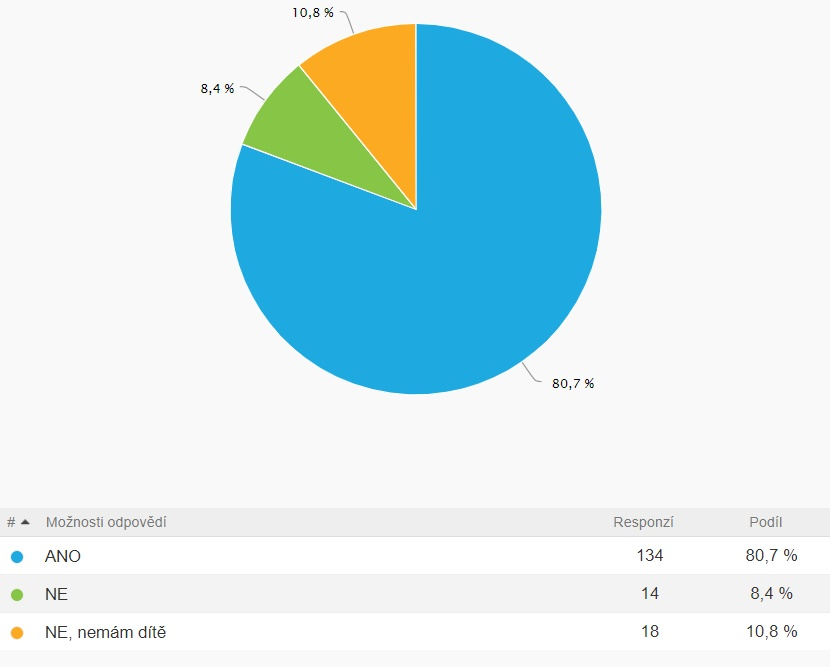 10,8 %
8,4 %
80,7 %
# Možnosti odpovědí Responzí Podíl
ANO 134 80,7 %
NE 14 8,4 %
NE, nemám dítě 18 10,8 %